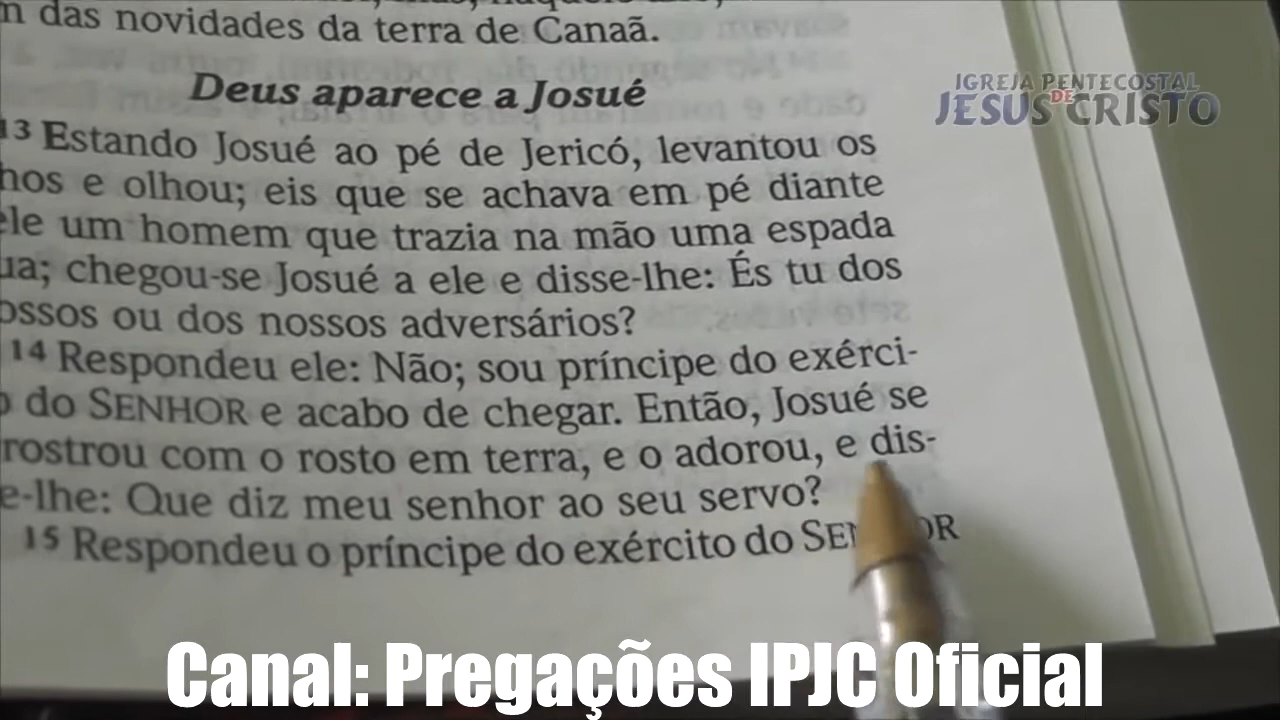 das novidades da terra de Canaã.
Deus aparece a Josué
13 Estando Josué ao pé de Jericó, levantou os
hos e olhou; eis que se achava em pé diante
ele um homem que trazia na mão uma espada
ua; chegou-se Josué a ele e disse-lhe: És tu dos
ossos ou dos nossos adversários?
14 Respondeu ele: Não; sou príncipe do exérci-
do SENHOR e acabo de chegar. Então, Josué se
rostrou com o rosto em terra, e o adorou, e dis-
e-lhe: Que diz meu senhor ao seu servo?
15 Respondeu o príncipe do exército do
IGREJA PENTECOSTAL
DE
JESUS CRISTO
Canal: Pregações IPJC Oficial